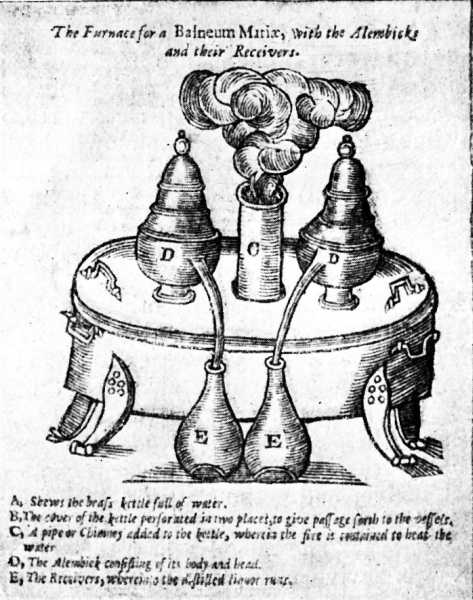 The Furnace for a Balneum Mariæ, with the Alembicks
and their Receivers.
D
C
D
E
E
A, Shews the brass kettle full of water.
B, The cover of the kettle perforated in two places, to give passage forth to the vessels.
C, A pipe or Chimney added to the kettle, wherein the fire is contained to heat the
water
D, The Alembick consisting of its body and head.
E, The Receivers, whereinto the distilled liquor runs.